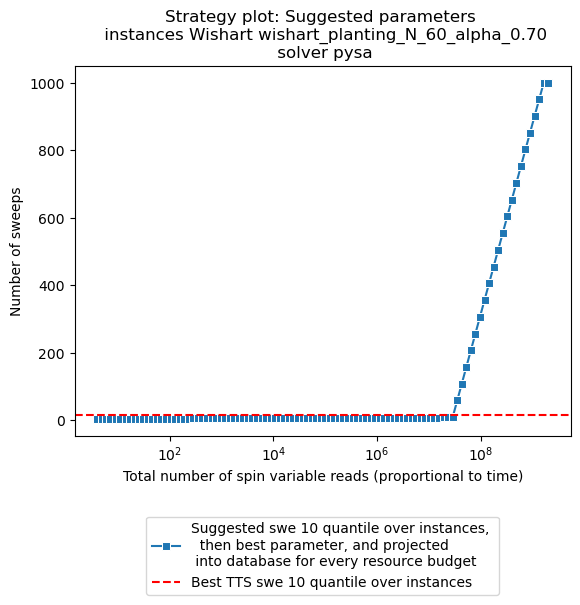 Strategy plot: Suggested parameters
instances Wishart wishart_planting_N_60_alpha_0.70
solver pysa
Number of sweeps
1000
800
600
400
200
0
10^2
10^4
10^6
10^8
Total number of spin variable reads (proportional to time)
Suggested swe 10 quantile over instances,
then best parameter, and projected
into database for every resource budget
Best TTS swe 10 quantile over instances